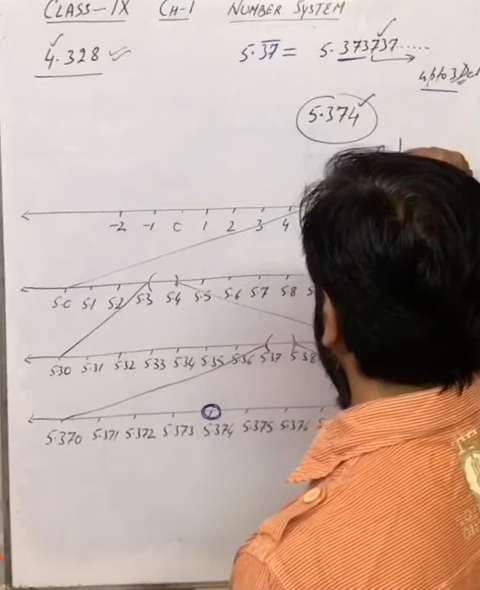 CLASS-IX CH-1 NUMBER SYSTEM
4.328
5.37 = 5.373737.....
upto 3 Deci
5.374
-2 -1 0 1 2 3 4
5.0 5.1 5.2 5.3 5.4 5.5 5.6 5.7 5.8
5.30 5.31 5.32 5.33 5.34 5.35 5.36 5.37 5.38
5.370 5.371 5.372 5.373 5.374 5.375 5.376